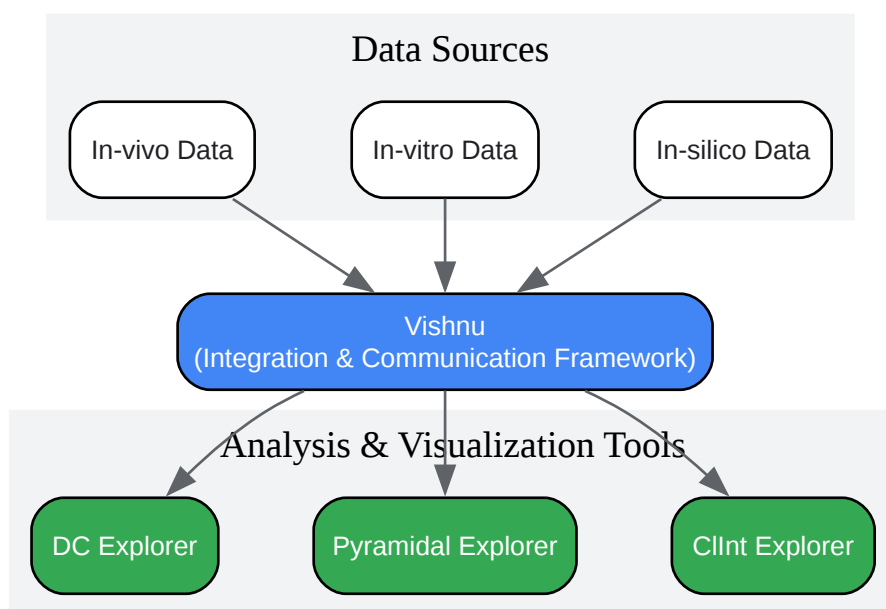 Data Sources
In-vivo Data
In-vitro Data
In-silico Data
Vishnu
(Integration & Communication Framework)
Analysis & Visualization Tools
DC Explorer
Pyramidal Explorer
ClInt Explorer